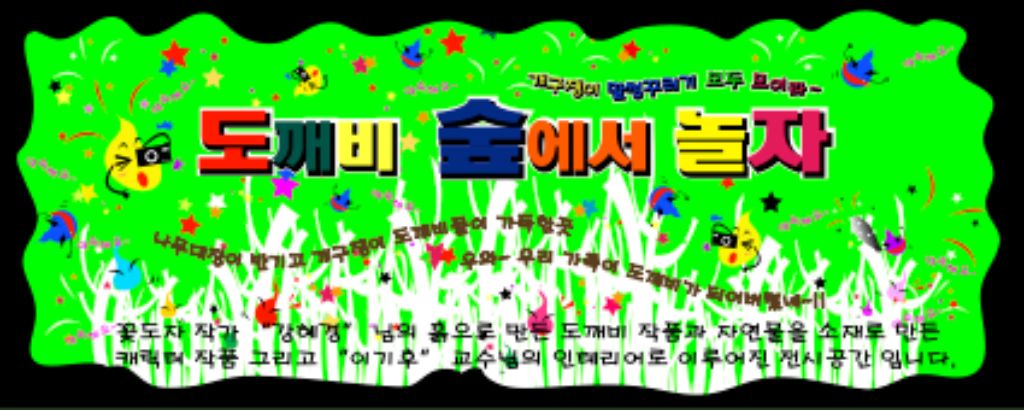 개구쟁이 말썽꾸러기 모두 모여라~
도깨비 숲에서 놀자
나무대장이 반기고 개구쟁이 도깨비들이 가득한곳
우와~ 우리 가족이 도깨비가 되어버렸네~!!
꽃도자 작가 "강혜경" 님의 흙으로 만든 도깨비 작품과 자연물을 소재로 만든
캐릭터 작품 그리고 "이기호" 교수님의 인테리어로 이루어진 전시공간 입니다.